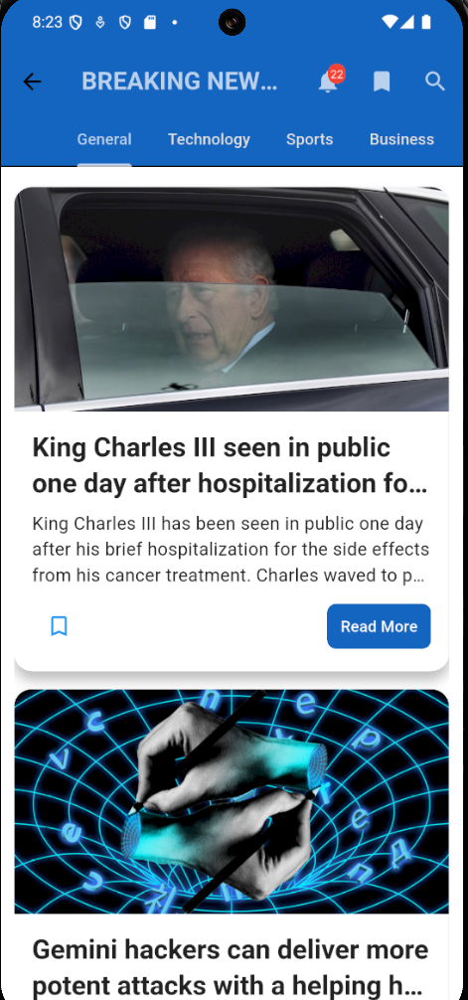 8:23
BREAKING NEW...
22
General Technology Sports Business
King Charles III seen in public
one day after hospitalization fo...
King Charles III has been seen in public one day
after his brief hospitalization for the side effects
from his cancer treatment. Charles waved to p...
Read More
n e
c p
v
e e
д
Gemini hackers can deliver more
potent attacks with a helping h...